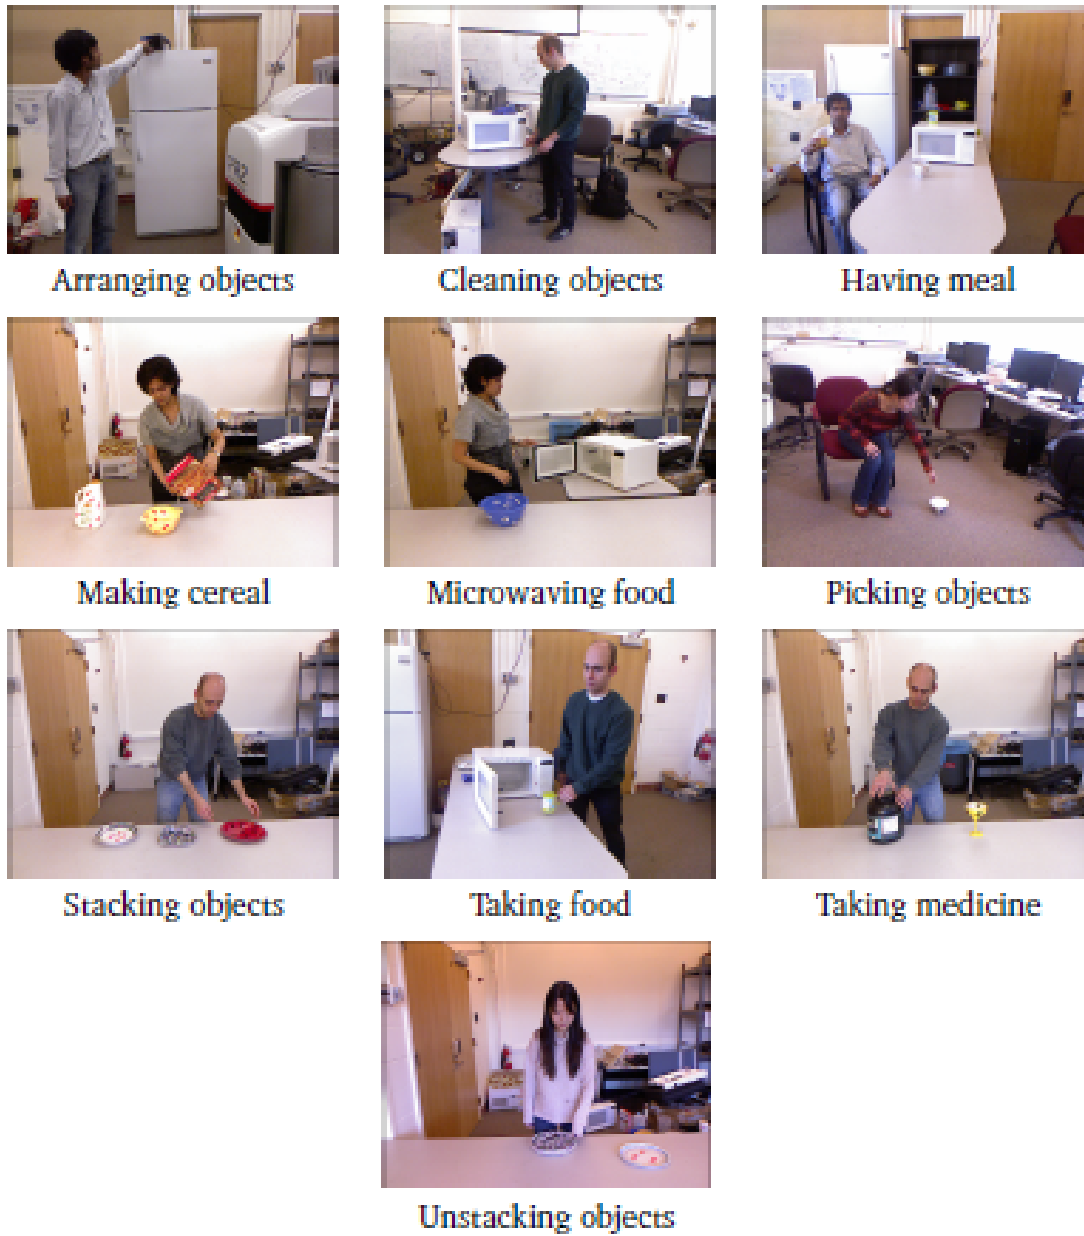 PR2
Arranging objects
Cleaning objects
Having meal
Making cereal
Microwaving food
Picking objects
Stacking objects
Taking food
Taking medicine
Unstacking objects